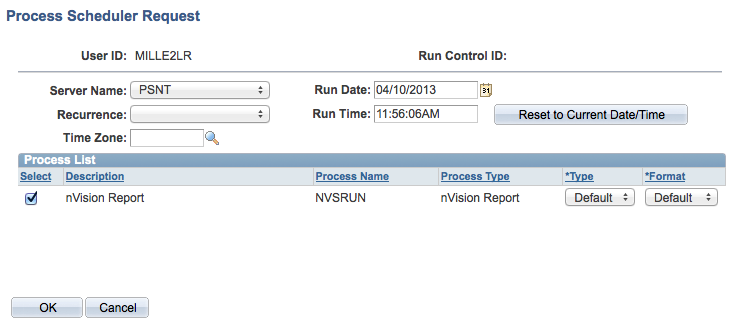 Process Scheduler Request
User ID: MILLE2LR Run Control ID:
Server Name: PSNT Run Date: 04/10/2013 31
Recurrence: Run Time: 11:56:06AM Reset to Current Date/Time
Time Zone:
Process List
Select Description Process Name Process Type *Type *Format
nVision Report NVSRUN nVision Report Default Default
OK Cancel